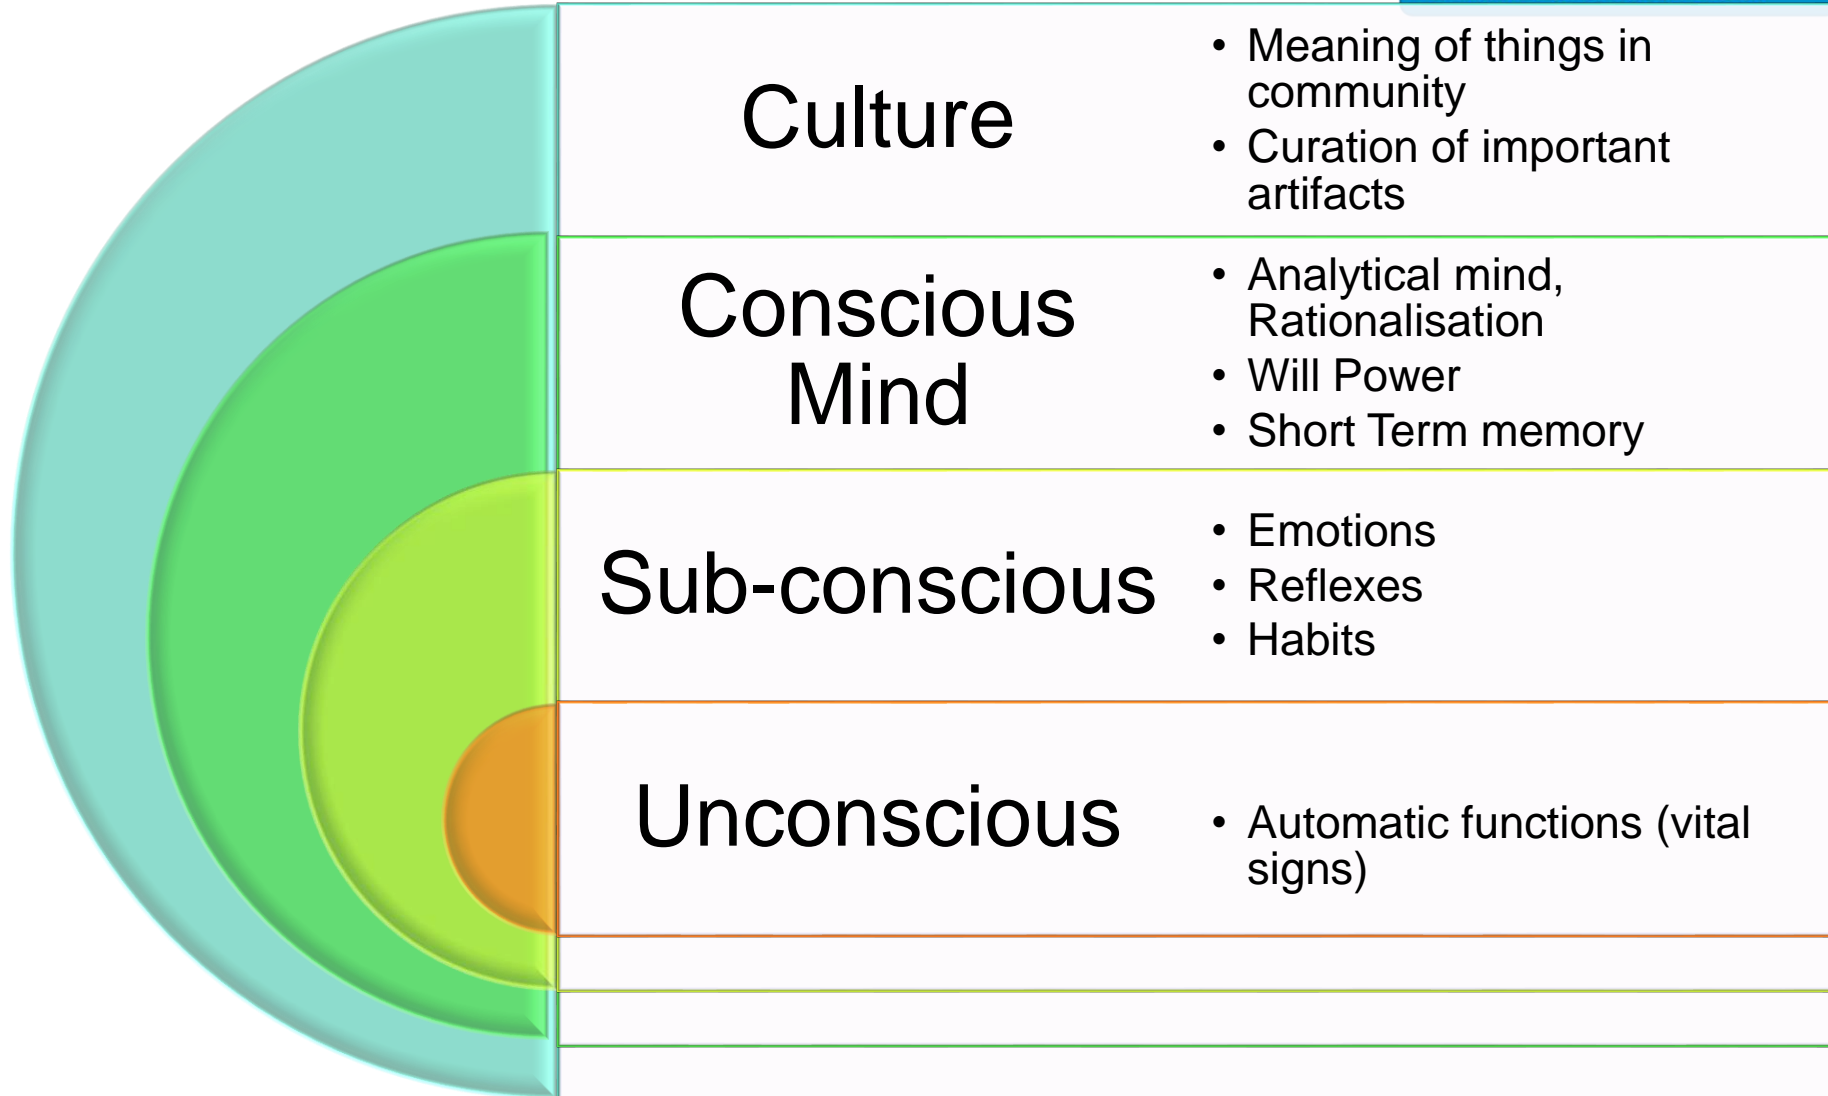 Culture
• Meaning of things in
community
• Curation of important
artifacts
Conscious
Mind
• Analytical mind,
Rationalisation
• Will Power
• Short Term memory
Sub-conscious
• Emotions
• Reflexes
• Habits
Unconscious
• Automatic functions (vital
signs)